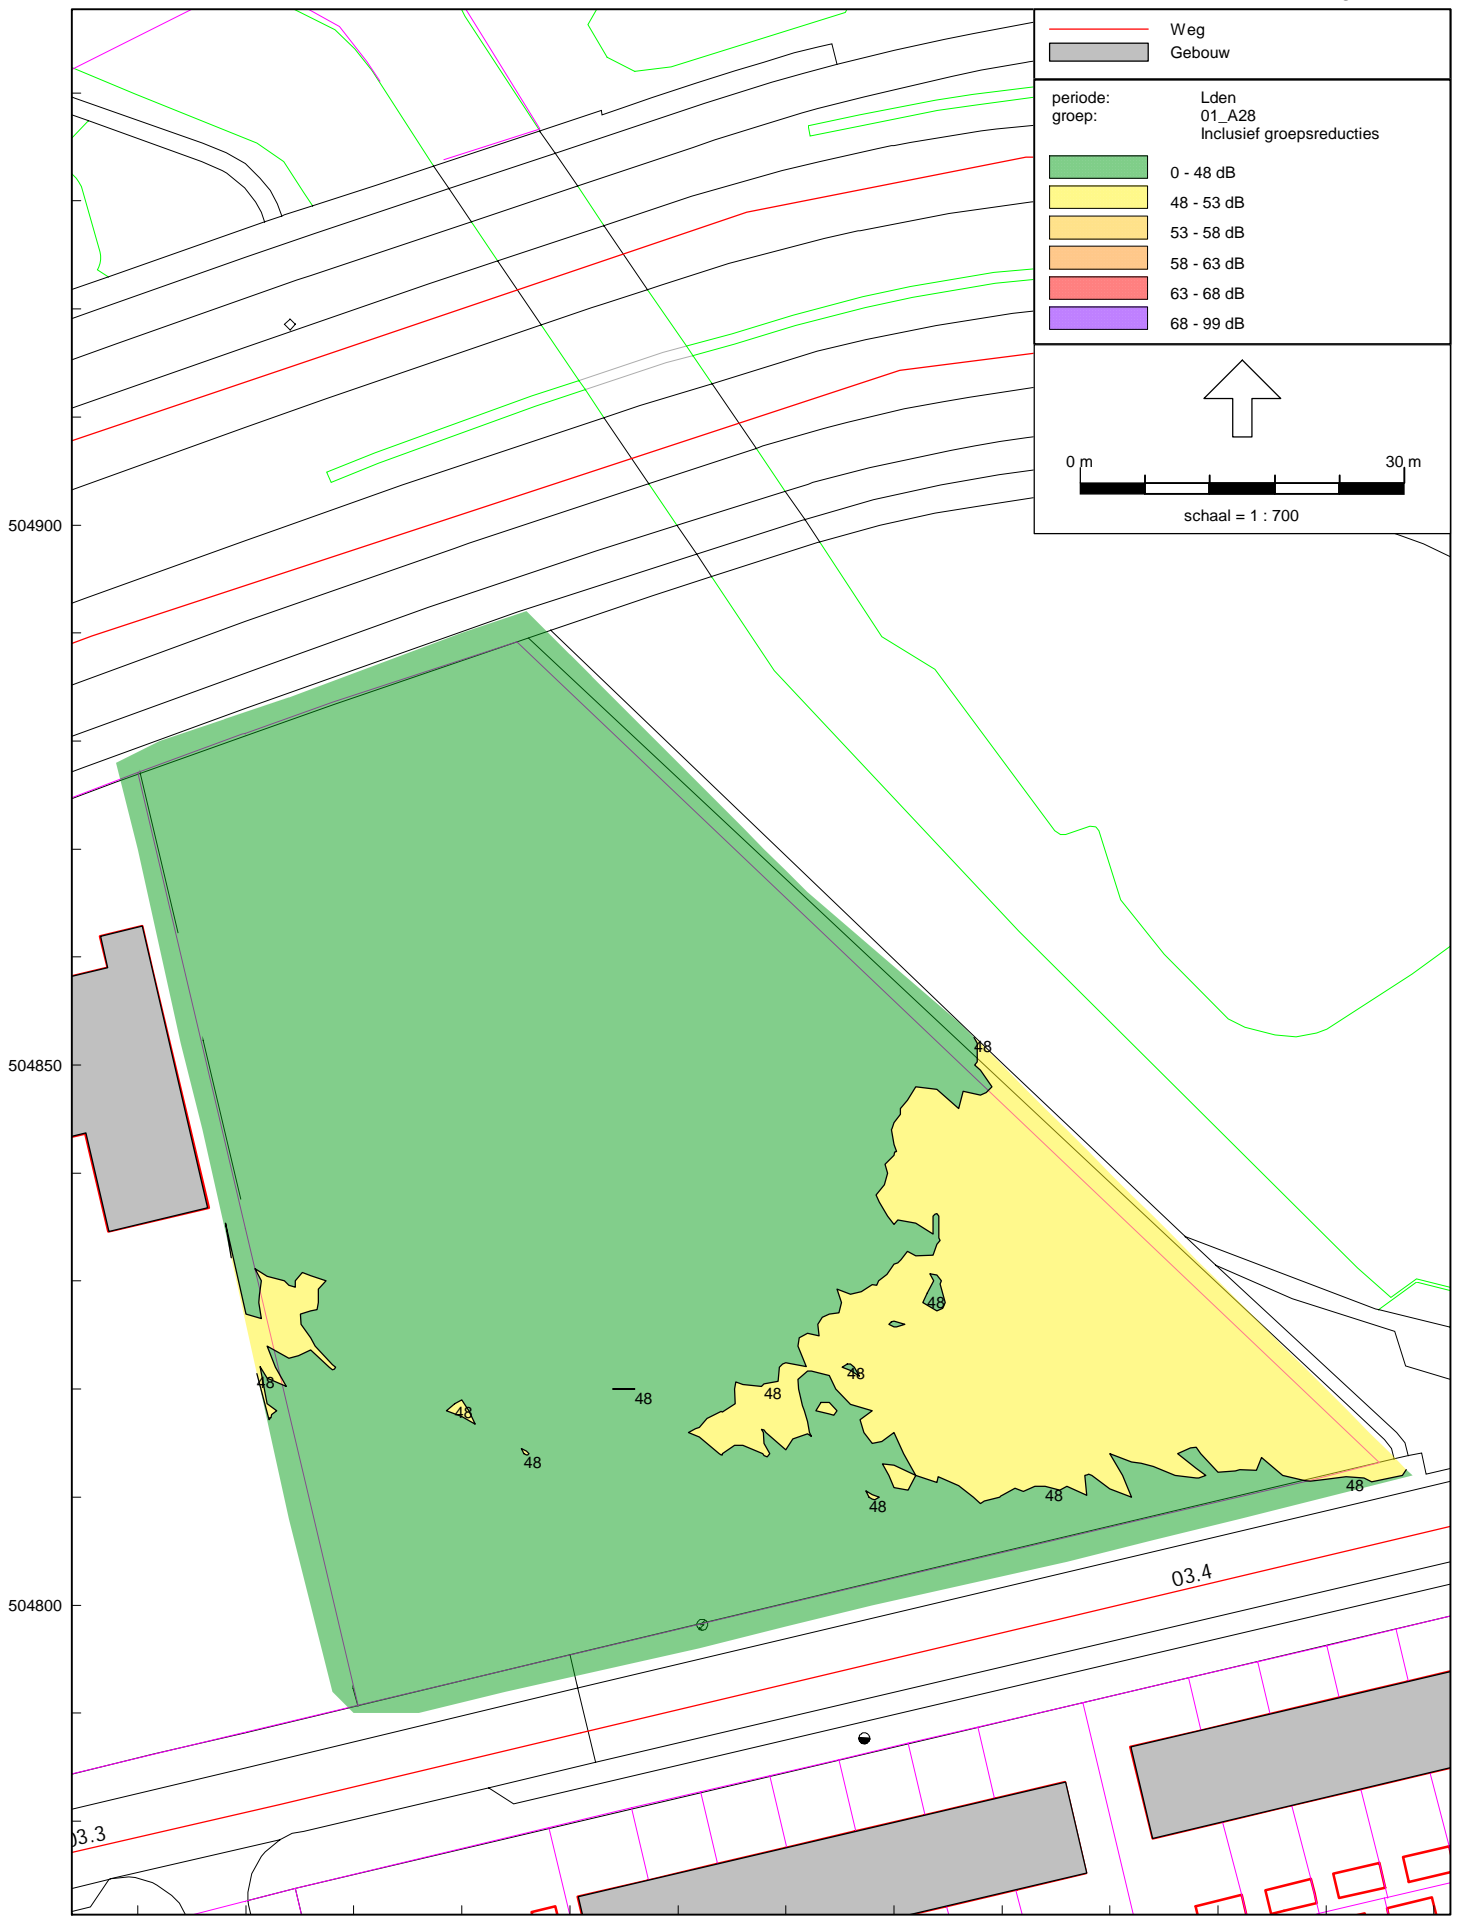 Weg
Gebouw
periode: Lden
groep: 01_A28
Inclusief groepsreducties
0 - 48 dB
48 - 53 dB
53 - 58 dB
58 - 63 dB
63 - 68 dB
68 - 99 dB
0 m 30 m
schaal = 1 : 700
504900
504850
48
48
48
48
48
48
48
48
48
48
48
03.4
504800
03.3